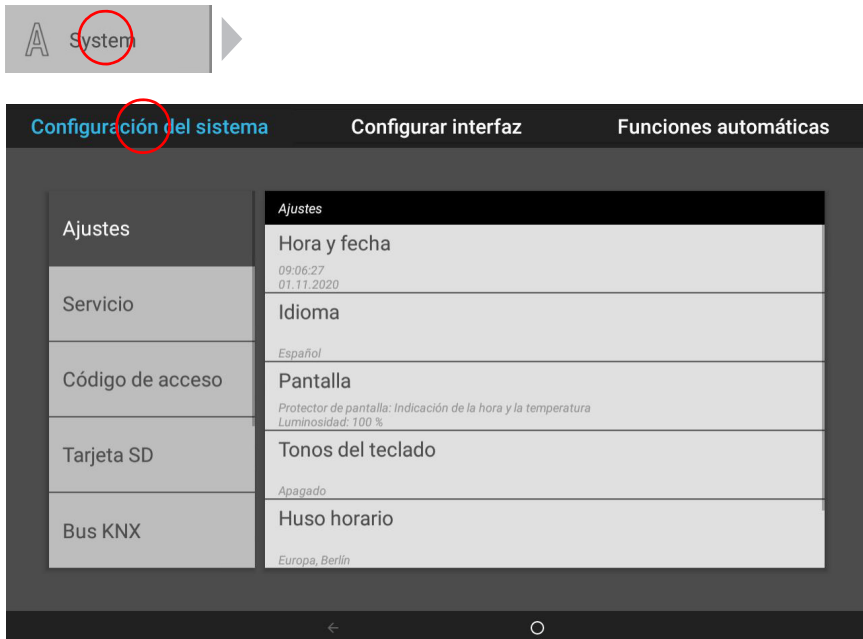 A System
Configuración del sistema Configurar interfaz Funciones automáticas
Ajustes
Servicio
Código de acceso
Tarjeta SD
Bus KNX
Ajustes
Hora y fecha
09:06:27
01.11.2020
Idioma
Español
Pantalla
Protector de pantalla: Indicación de la hora y la temperatura
Luminosidad: 100 %
Tonos del teclado
Apagado
Huso horario
Europa, Berlín